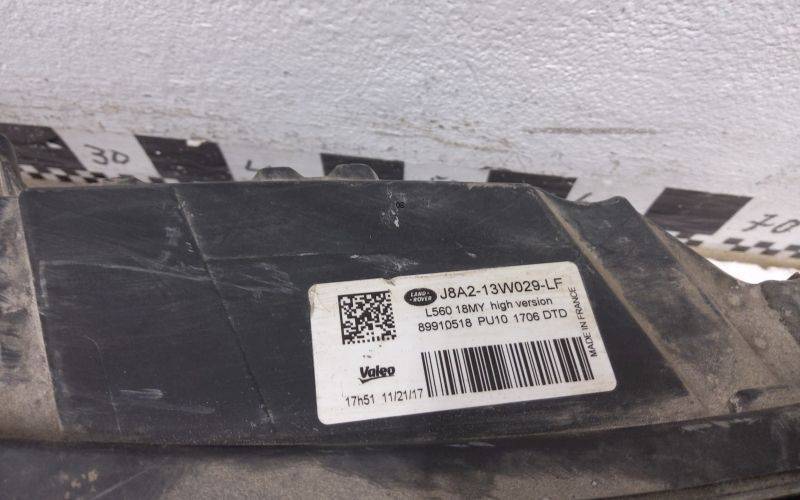 30
70
08
LAND ROVER
J8A2-13W029-LF
L560 18MY high version
89910518 PU10 1706 DTD
MADE IN FRANCE
Valeo
17h51 11/21/17